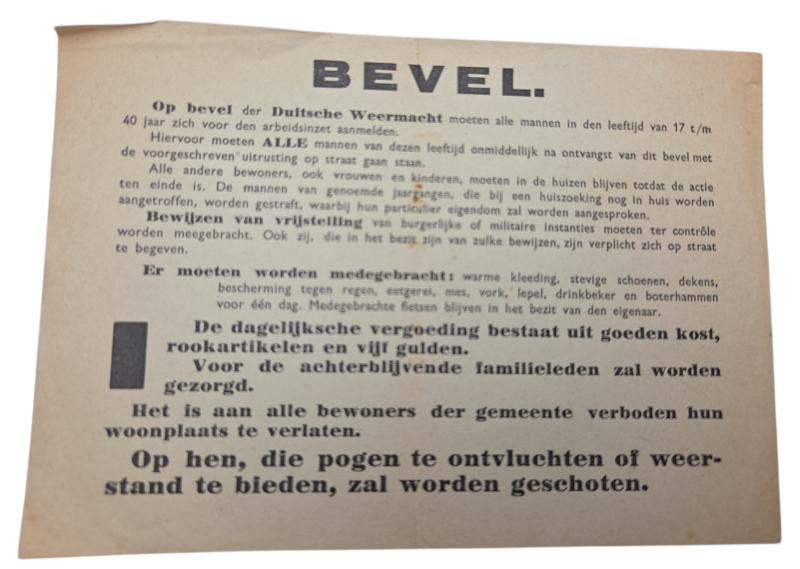 BEVEL.
Op bevel der Duitsche Weermacht moeten alle mannen in den leeftijd van 17 t/m
40 jaar zich voor den arbeidsinzet aanmelden.
Hiervoor moeten ALLE mannen van dezen leeftijd onmiddellijk na ontvangst van dit bevel met
de voorgeschreven uitrusting op straat gaan staan.
Alle andere bewoners, ook vrouwen en kinderen, moeten in de huizen blijven totdat de actie
ten einde is. De mannen van genoemde jaargangen, die bij een huiszoeking nog in huis worden
aangetroffen, worden gestraft, waarbij hun particulier eigendom zal worden aangesproken.
Bewijzen van vrijstelling van burgerlijke of militaire instanties moeten ter contrôle
worden meegebracht. Ook zij, die in het bezit zijn van zulke bewijzen, zijn verplicht zich op straat
te begeven.
Er moeten worden medegebracht: warme kleeding, stevige schoenen, dekens,
bescherming tegen regen, eetgerei, mes, vork, lepel, drinkbeker en boterhammen
voor één dag. Medegebrachte fietsen blijven in het bezit van den eigenaar.
De dagelijksche vergoeding bestaat uit goeden kost,
rookartikelen en vijf gulden.
Voor de achterblijvende familieleden zal worden
gezorgd.
Het is aan alle bewoners der gemeente verboden hun
woonplaats te verlaten.
Op hen, die pogen te ontvluchten of weer-
stand te bieden, zal worden geschoten.